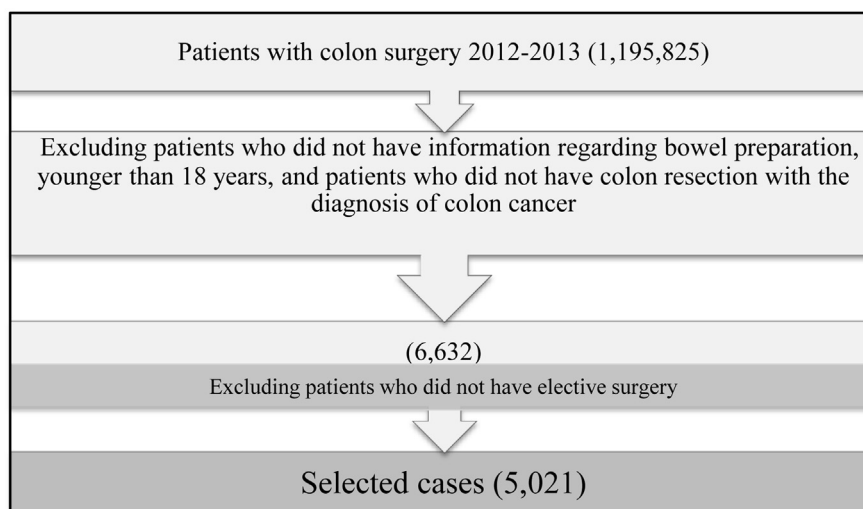 Patients with colon surgery 2012-2013 (1,195,825)
Excluding patients who did not have information regarding bowel preparation,
younger than 18 years, and patients who did not have colon resection with the
diagnosis of colon cancer
(6,632)
Excluding patients who did not have elective surgery
Selected cases (5,021)